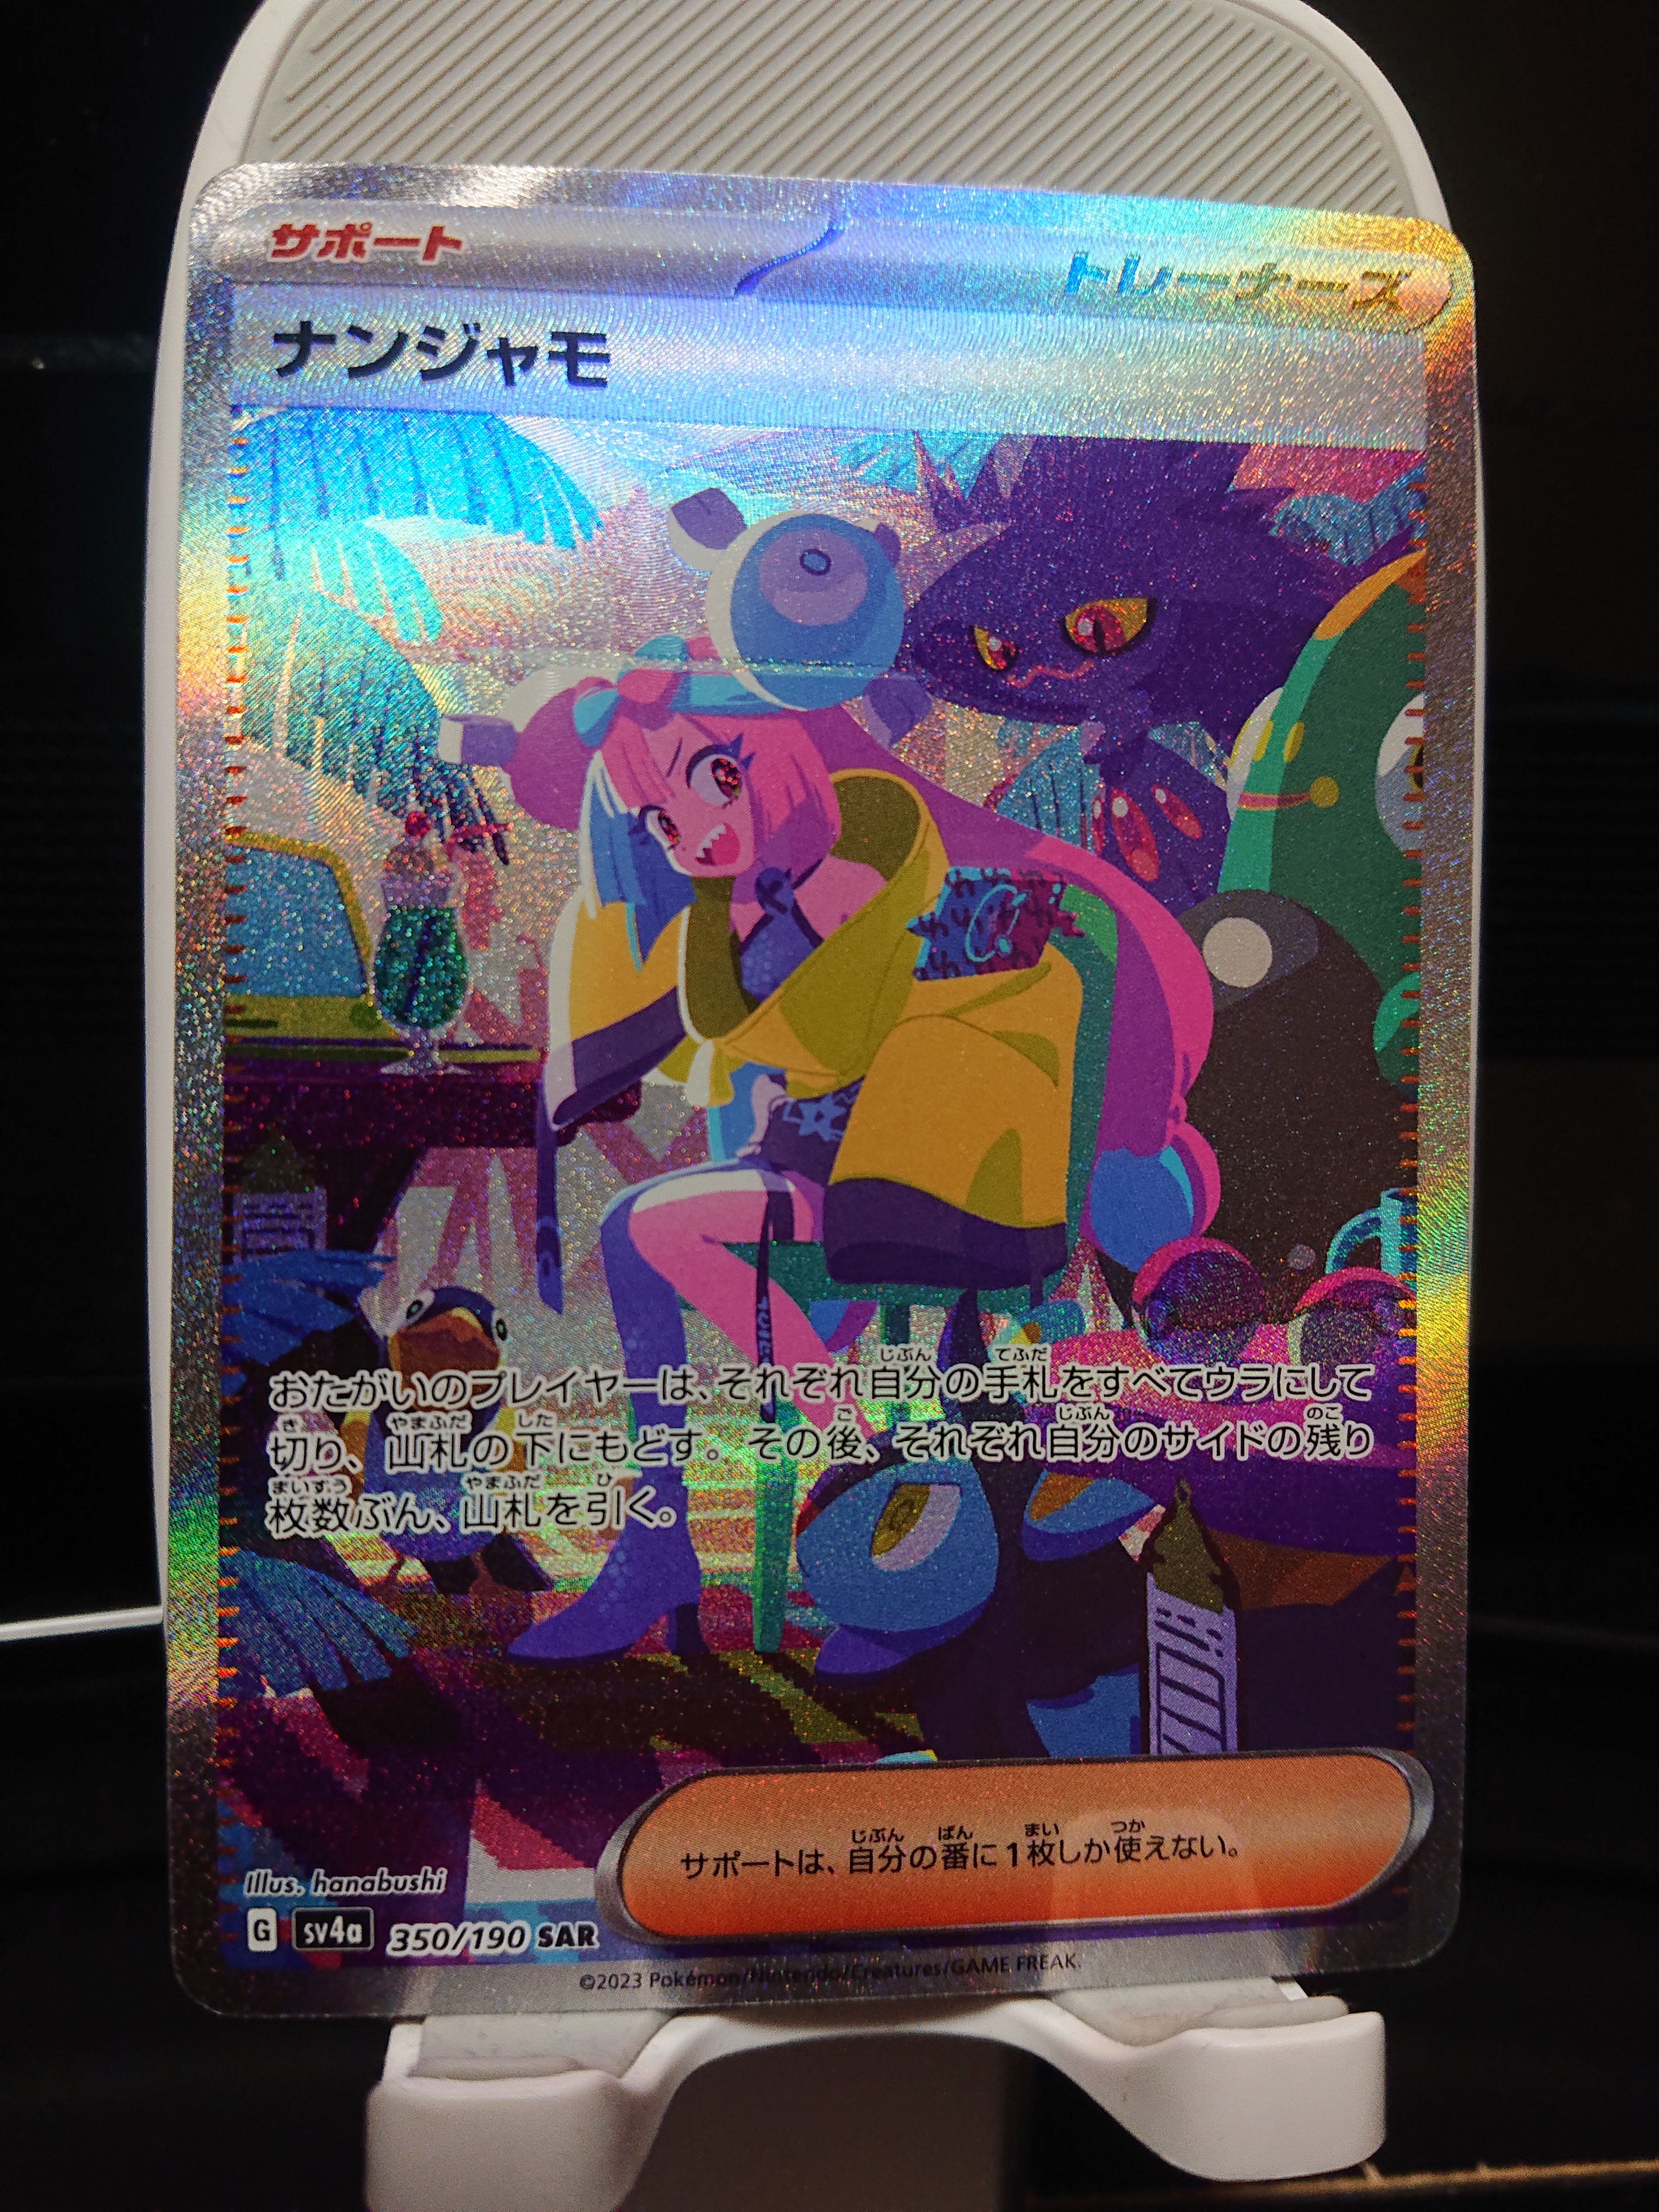 サポート
トレーナーズ
ナンジャモ
おたがいのプレイヤーは、それぞれ自分の手札をすべてウラにして
切り、山札の下にもどす。その後、それぞれ自分のサイドの残り
枚数ぶん、山札を引く。
サポートは、自分の番に1枚しか使えない。
Illus. hanabushi
G sv4a 350/190 SAR
©2023 Pokémon/Nintendo/Creatures/GAME FREAK.